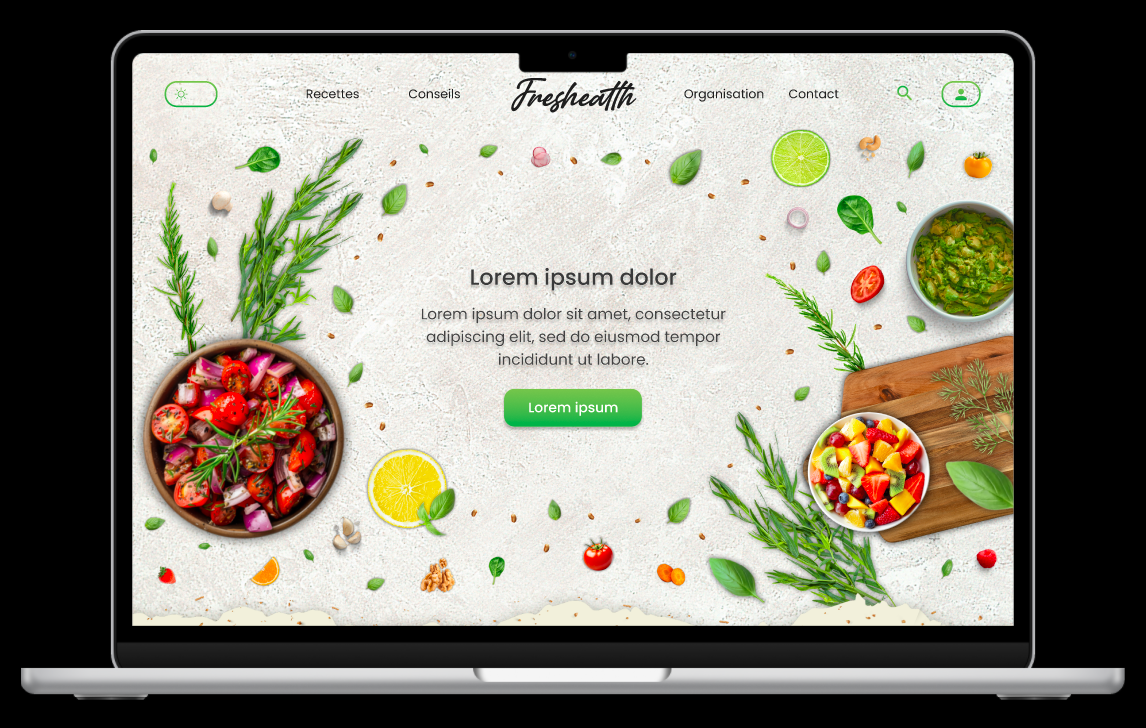 Recettes Conseils Fresheatth Organisation Contact
Lorem ipsum dolor
Lorem ipsum dolor sit amet, consectetur
adipiscing elit, sed do eiusmod tempor
incididunt ut labore.
Lorem ipsum